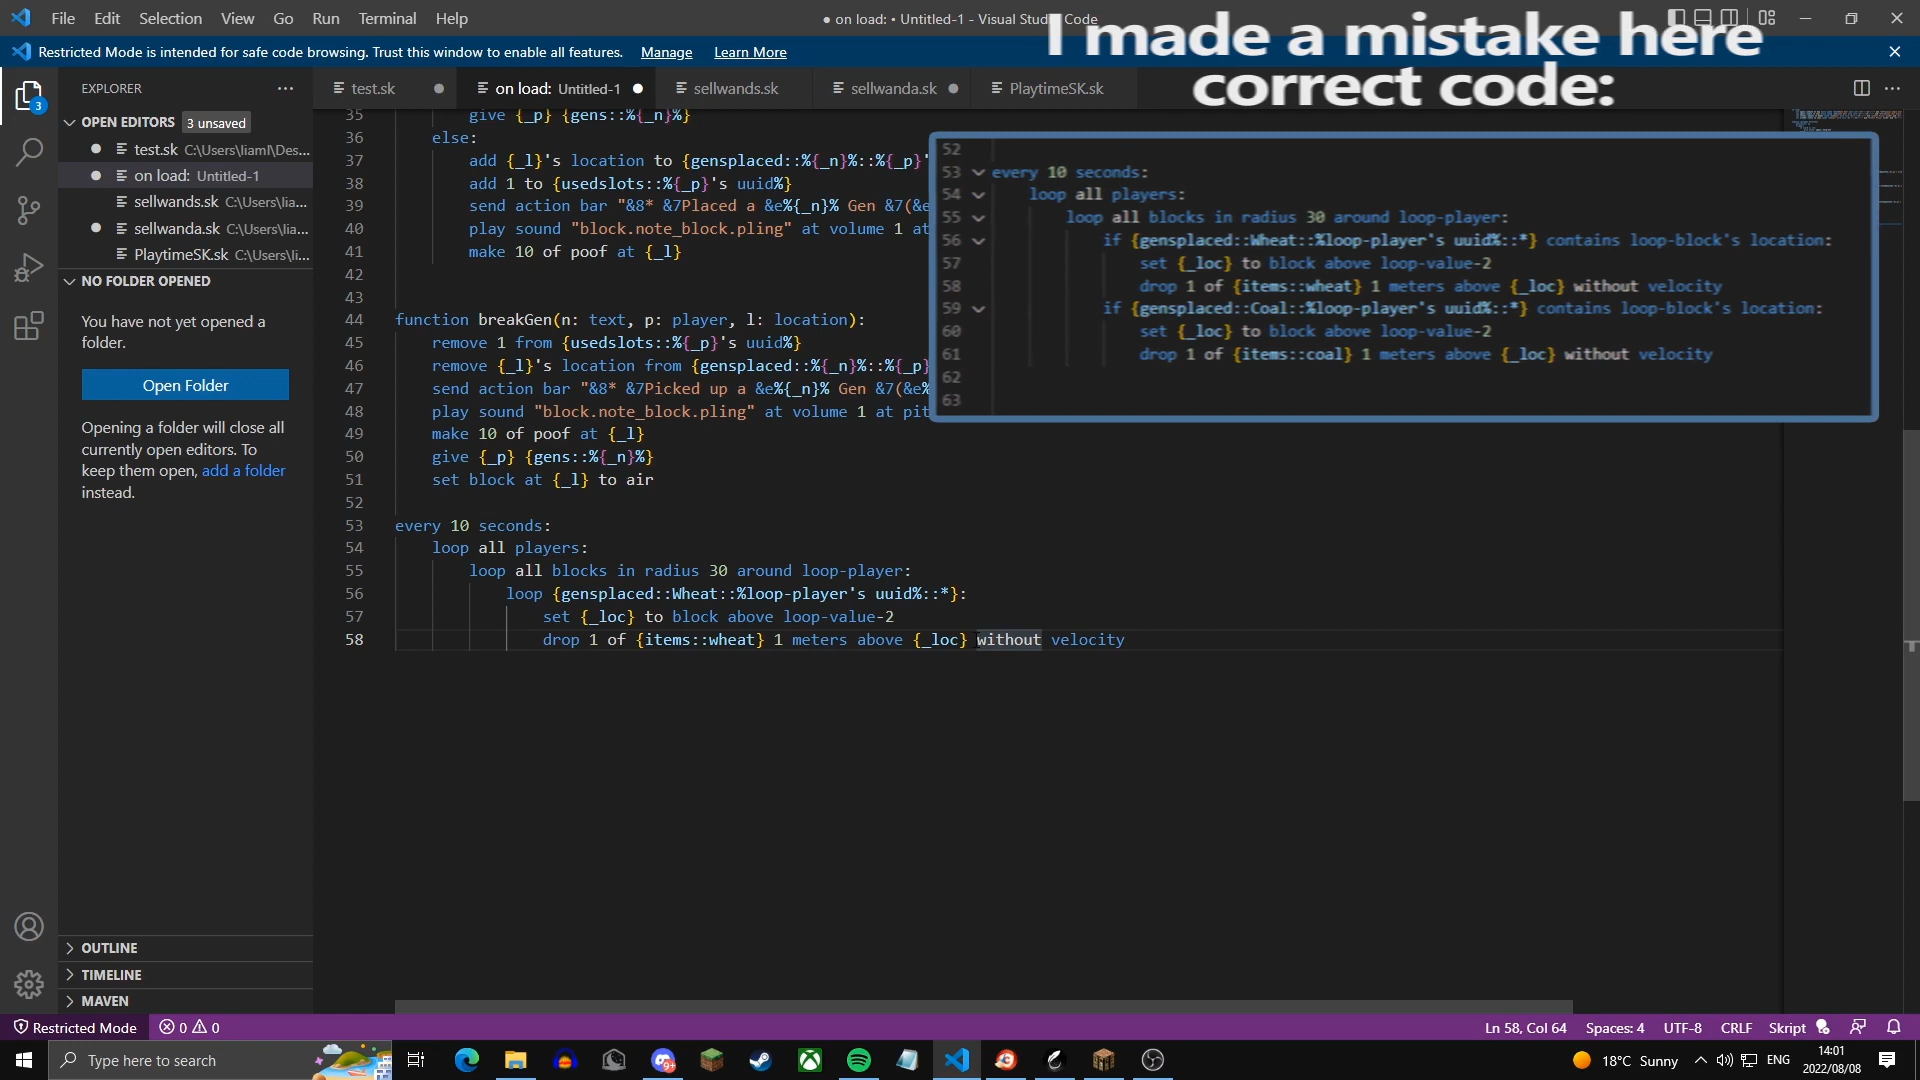 File Edit Selection View Go Run Terminal Help
● on load: • Untitled-1 - Visual Studio Code
I made a mistake here
correct code:
Restricted Mode is intended for safe code browsing. Trust this window to enable all features. Manage Learn More
EXPLORER
test.sk
on load: Untitled-1
sellwands.sk
sellwanda.sk
PlaytimeSK.sk
3
OPEN EDITORS 3 unsaved
test.sk C:\Users\liamI\Des...
on load: Untitled-1
sellwands.sk C:\Users\lia...
sellwanda.sk C:\Users\lia...
PlaytimeSK.sk C:\Users\li...
NO FOLDER OPENED
You have not yet opened a
folder.
Open Folder
Opening a folder will close all
currently open editors. To
keep them open, add a folder
instead.
OUTLINE
TIMELINE
MAVEN
35 give {_p} {gens::%{_n}%}
36 else:
37 add {_l}'s location to {gensplaced::%{_n}%::%{_p}'
38 add 1 to {usedslots::%{_p}'s uuid%}
39 send action bar "&8* &7Placed a &e%{_n}% Gen &7(&e
40 play sound "block.note_block.pling" at volume 1 at
41 make 10 of poof at {_l}
42
43
44 function breakGen(n: text, p: player, l: location):
45 remove 1 from {usedslots::%{_p}'s uuid%}
46 remove {_l}'s location from {gensplaced::%{_n}%::%{_p}
47 send action bar "&8* &7Picked up a &e%{_n}% Gen &7(&e%
48 play sound "block.note_block.pling" at volume 1 at pit
49 make 10 of poof at {_l}
50 give {_p} {gens::%{_n}%}
51 set block at {_l} to air
52
53 every 10 seconds:
54 loop all players:
55 loop all blocks in radius 30 around loop-player:
56 loop {gensplaced::Wheat::%loop-player's uuid%::*}:
57 set {_loc} to block above loop-value-2
58 drop 1 of {items::wheat} 1 meters above {_loc} without velocity
52
53 every 10 seconds:
54 loop all players:
55 loop all blocks in radius 30 around loop-player:
56 if {gensplaced::Wheat::%loop-player's uuid%::*} contains loop-block's location:
57 set {_loc} to block above loop-value-2
58 drop 1 of {items::wheat} 1 meters above {_loc} without velocity
59 if {gensplaced::Coal::%loop-player's uuid%::*} contains loop-block's location:
60 set {_loc} to block above loop-value-2
61 drop 1 of {items::coal} 1 meters above {_loc} without velocity
62
63
Restricted Mode 0 0
Ln 58, Col 64 Spaces: 4 UTF-8 CRLF Skript
Type here to search
9+
18°C Sunny
ENG
14:01
2022/08/08